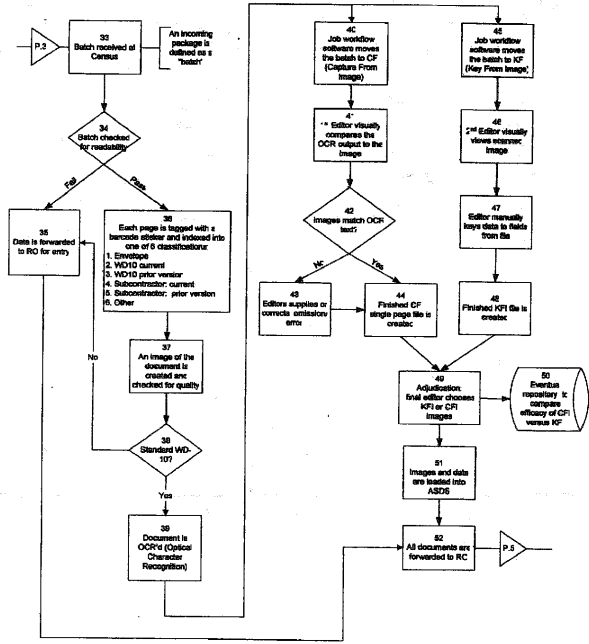 P.3
33
Batch received at
Census
An incoming
package is
defined as a
"batch"
34
Batch checked
for readability
Fail
Pass
35
Data is forwarded
to RO for entry
36
Each page is tagged with a
barcode sticker and indexed into
one of 6 classifications:
1. Envelope
2. WD10 current
3. WD10 prior version
4. Subcontractor: current
5. Subcontractor: prior version
6. Other
37
An image of the
document is
created and
checked for quality
No
38
Standard WD-
10?
Yes
39
Document is
OCR'd (Optical
Character
Recognition)
40
Job workflow
software moves
the batch to CF
(Capture From
Image)
41
1st Editor visually
compares the
OCR output to the
image
42
Images match OCR
text?
No
Yes
43
Editors supplies or
corrects omissions/
error
44
Finished CF
single page file is
created
45
Job workflow
software moves
the batch to KF
(Key From Image)
46
2nd Editor visually
views scanned
image
47
Editor manually
keys data to fields
from file
48
Finished KFI file is
created
49
Adjudication:
final editor chooses
KFI or CFI
images
50
Eventus
repository to
compare
efficacy of CFI
versus KF
51
Images and data
are loaded into
ASDS
52
All documents are
forwarded to RC
P.5